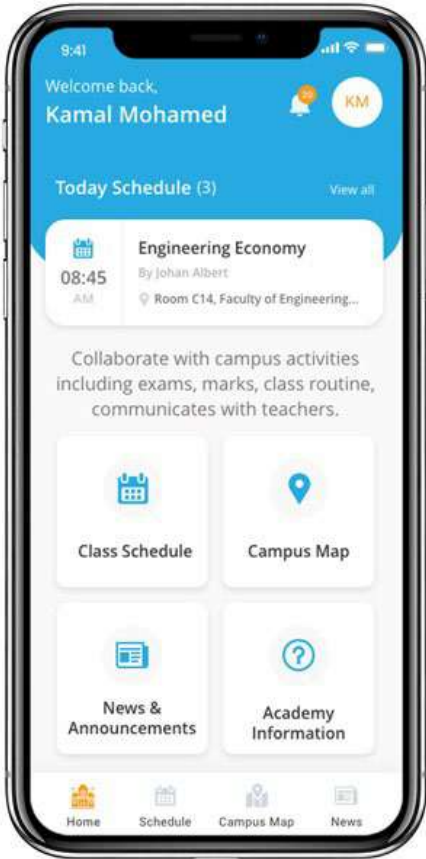 9:41
Welcome back,
Kamal Mohamed
KM
Today Schedule (3)
View all
Engineering Economy
08:45
By Johan Albert
AM
Room C14, Faculty of Engineering...
Collaborate with campus activities
including exams, marks, class routine,
communicates with teachers.
Class Schedule
Campus Map
News &
Announcements
Academy
Information
Home
Schedule
Campus Map
News